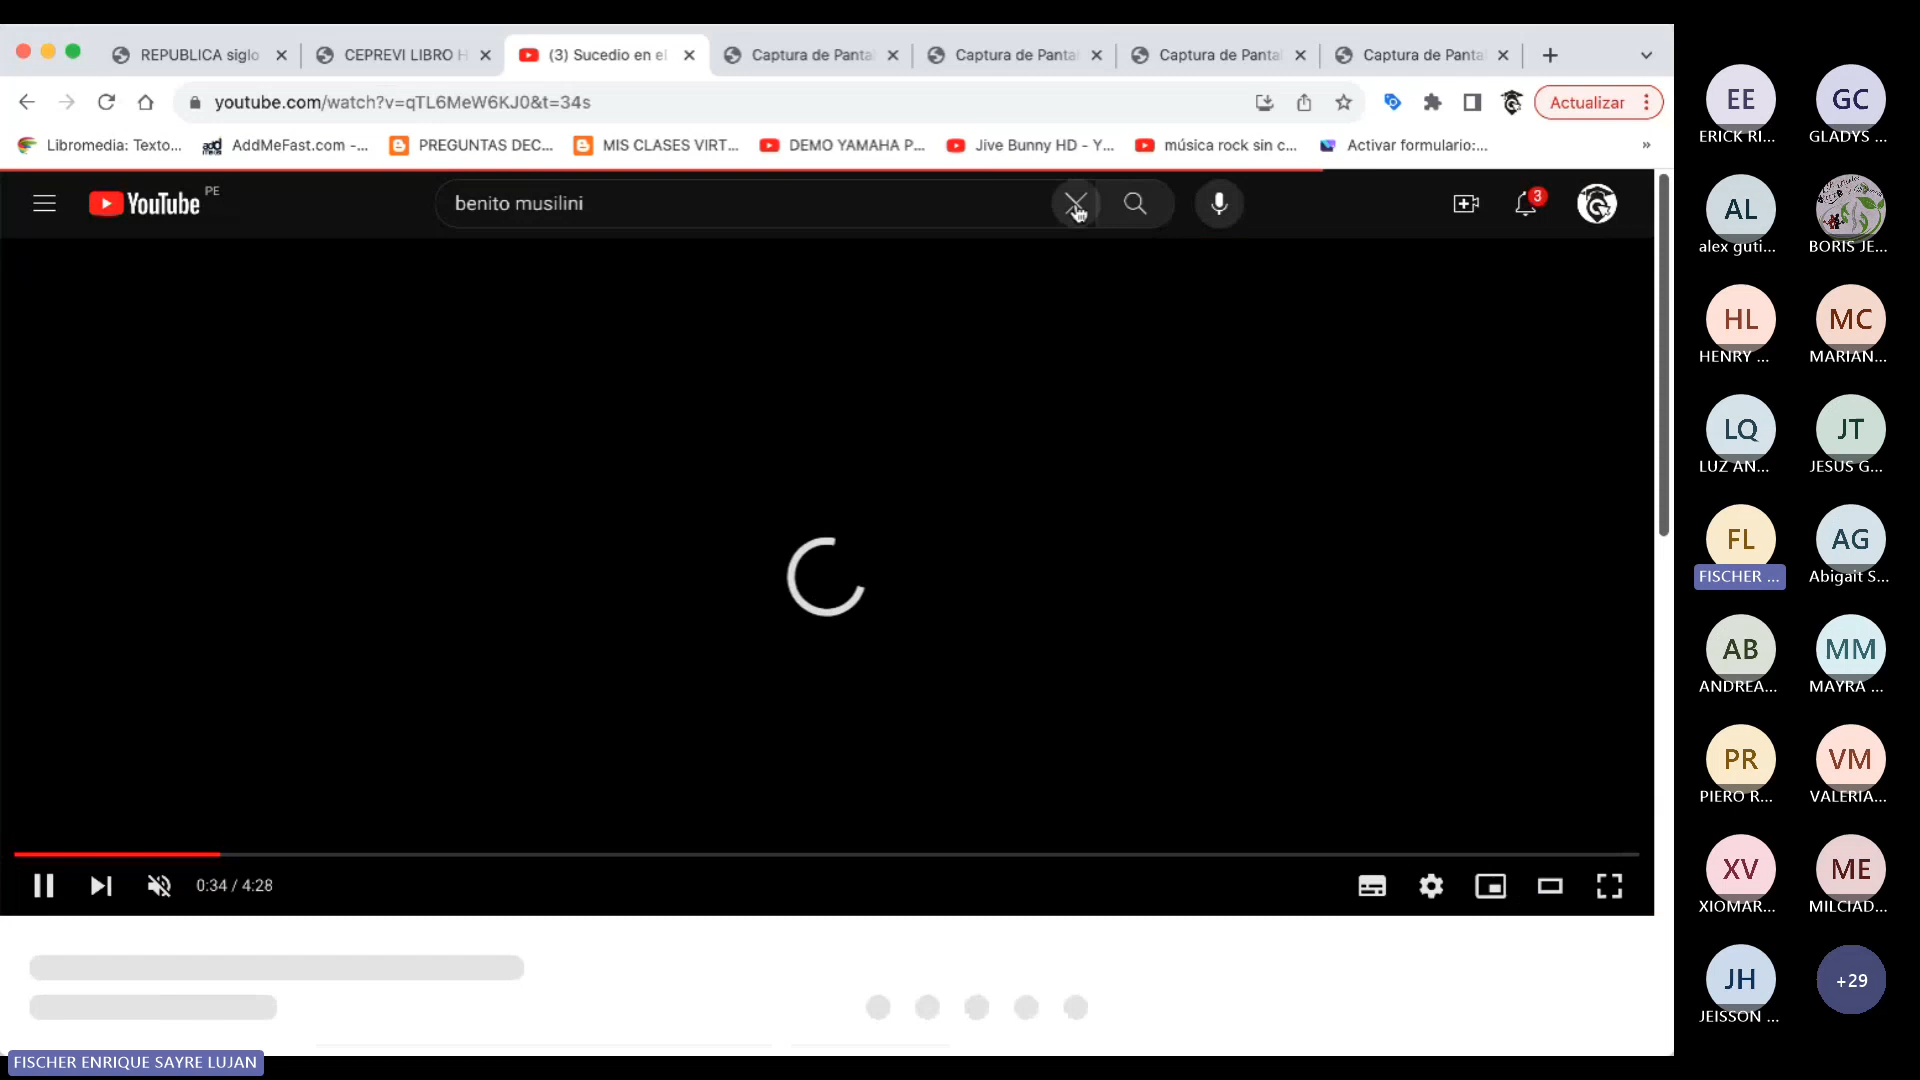 REPUBLICA siglo
CEPREVI LIBRO H
(3) Sucedio en el
Captura de Panta
Captura de Panta
Captura de Panta
Captura de Panta
youtube.com/watch?v=qTL6MeW6KJ0&t=34s
Actualizar
Libromedia: Texto...
add
AddMeFast.com -...
PREGUNTAS DEC...
MIS CLASES VIRT...
DEMO YAMAHA P...
Jive Bunny HD - Y...
música rock sin c...
Activar formulario:...
»
YouTube PE
benito musilini
3
0:34 / 4:28
FISCHER ENRIQUE SAYRE LUJAN
EE
ERICK RI...
GC
GLADYS ...
AL
alex guti...
BORIS JE...
HL
HENRY ...
MC
MARIAN...
LQ
LUZ AN...
JT
JESUS G...
FL
FISCHER ...
AG
Abigait S...
AB
ANDREA...
MM
MAYRA ...
PR
PIERO R...
VM
VALERIA...
XV
XIOMAR...
ME
MILCIAD...
JH
JEISSON ...
+29